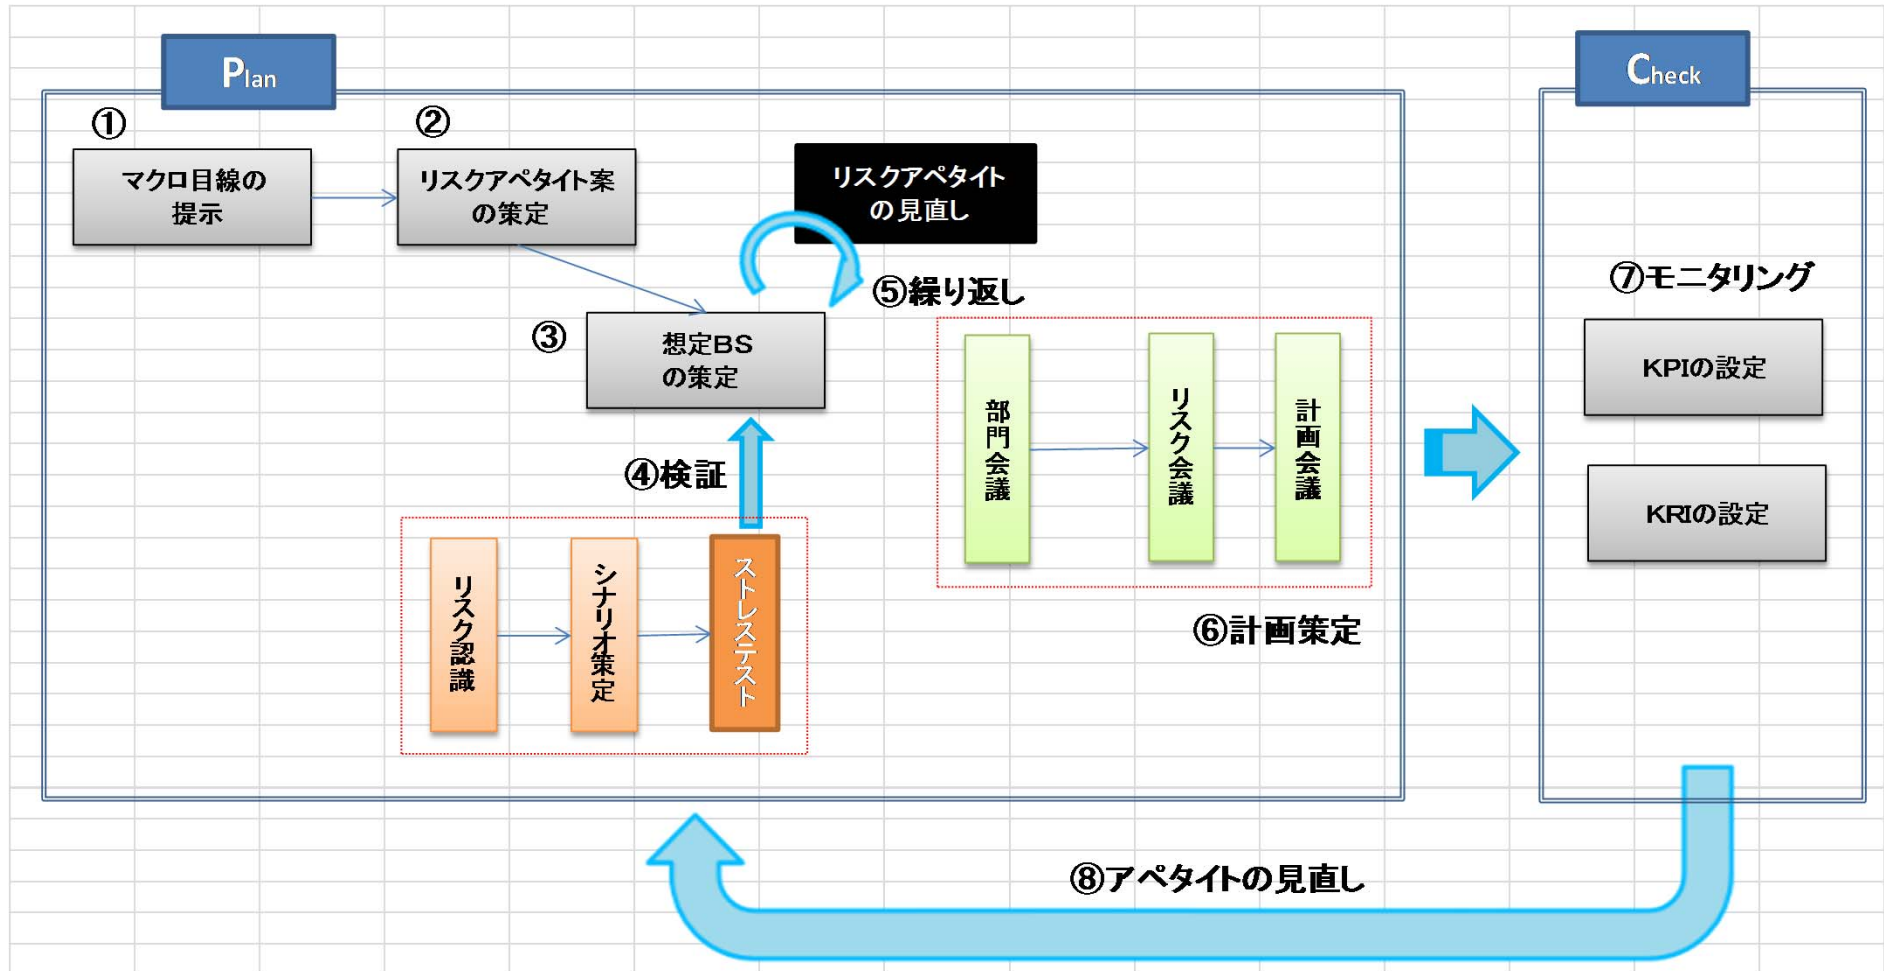 Plan
Check
①
マクロ目線の
提示
②
リスクアペタイト案
の策定
リスクアペタイト
の見直し
⑤繰り返し
③
想定BS
の策定
④検証
リスク認識
シナリオ策定
ストレステスト
部門会議
リスク会議
計画会議
⑥計画策定
⑦モニタリング
KPIの設定
KRIの設定
⑧アペタイトの見直し